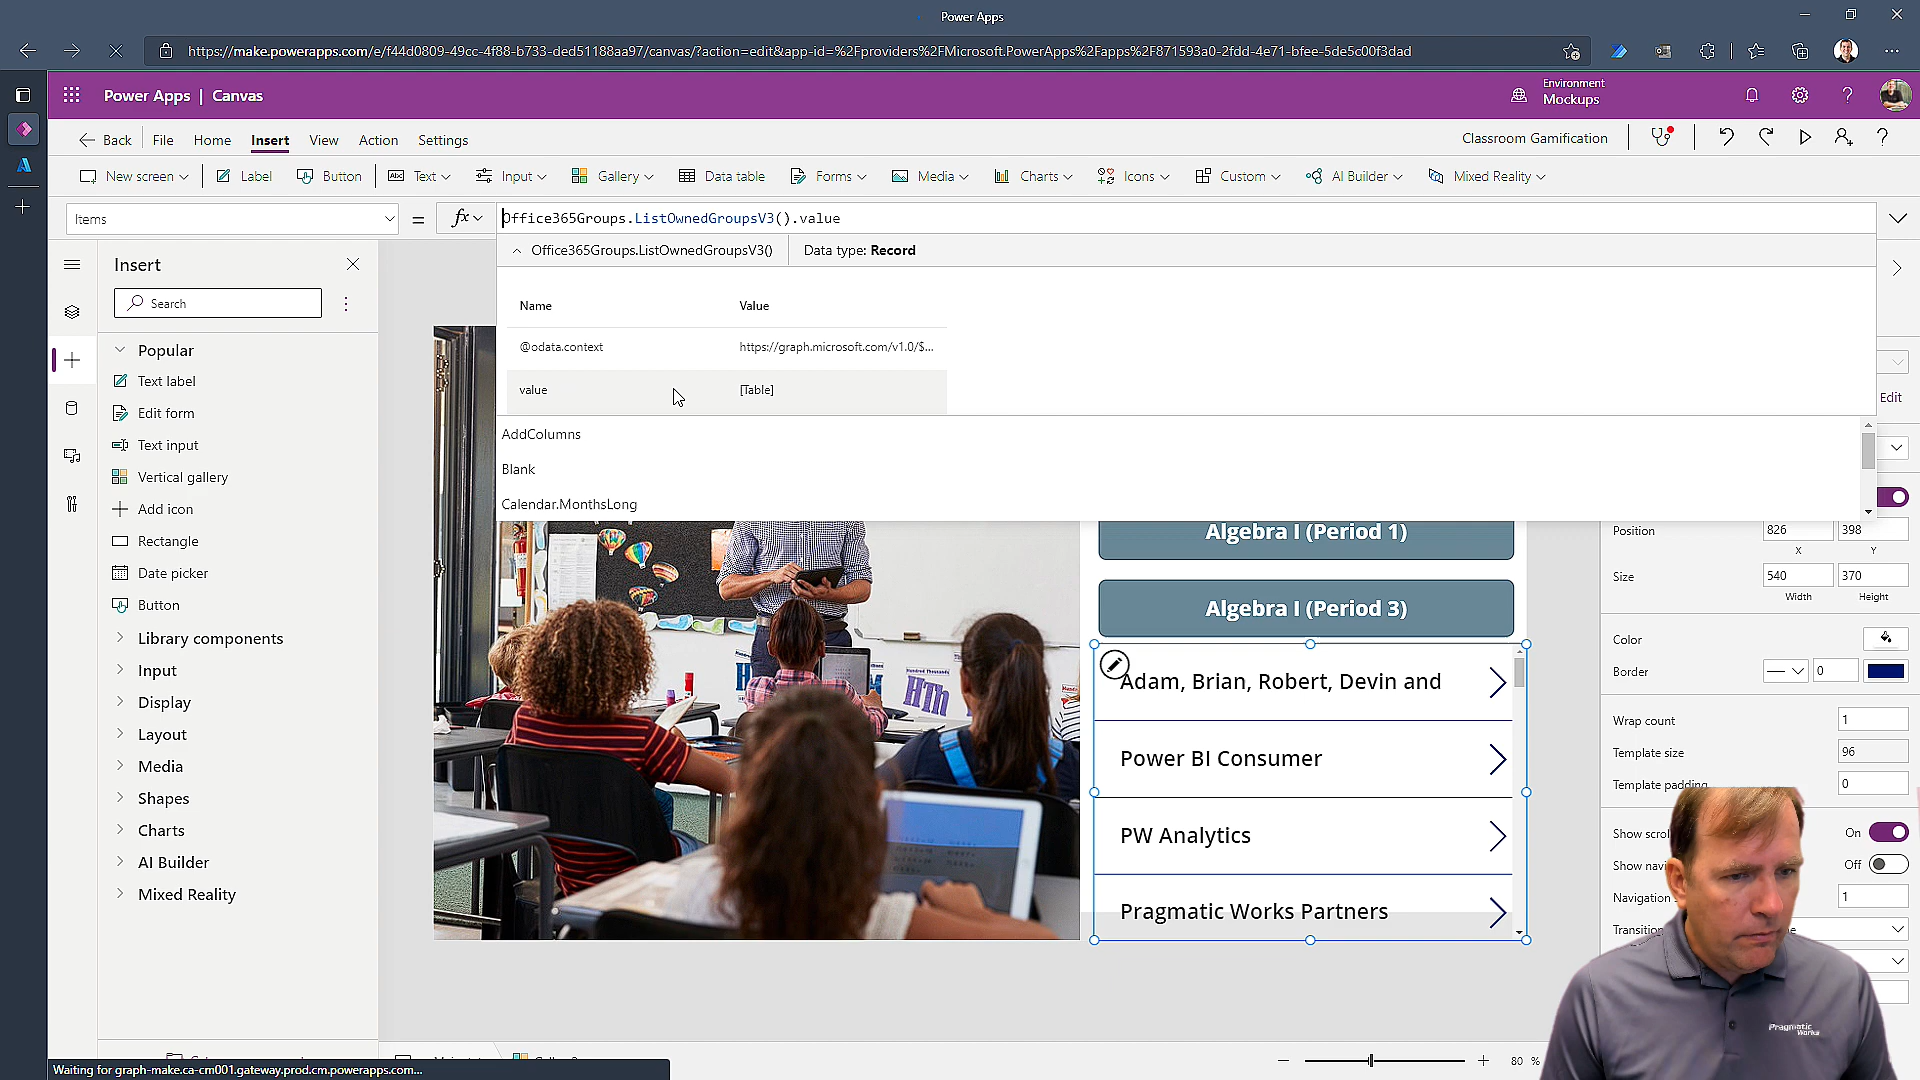 Power Apps
https://make.powerapps.com/e/f44d0809-49cc-4f88-b733-ded51188aa97/canvas/?action=edit&app-id=%2Fproviders%2FMicrosoft.PowerApps%2Fapps%2F871593a0-2fdd-4e71-bfee-5de5c00f3dad
Power Apps | Canvas
Environment
Mockups
Back File Home Insert View Action Settings
Classroom Gamification
New screen Label Button Text Input Gallery Data table Forms Media Charts Icons Custom AI Builder Mixed Reality
Items = fx Office365Groups.ListOwnedGroupsV3().value
Office365Groups.ListOwnedGroupsV3() Data type: Record
Name Value
@odata.context https://graph.microsoft.com/v1.0/$...
value [Table]
AddColumns
Blank
Calendar.MonthsLong
Insert
Search
Popular
Text label
Edit form
Text input
Vertical gallery
Add icon
Rectangle
Date picker
Button
Library components
Input
Display
Layout
Media
Shapes
Charts
AI Builder
Mixed Reality
HTh
Algebra I (Period 1)
Algebra I (Period 3)
Adam, Brian, Robert, Devin and
Power BI Consumer
PW Analytics
Pragmatic Works Partners
Edit
Position 826 398
X Y
Size 540 370
Width Height
Color
Border 0
Wrap count 1
Template size 96
Template padding 0
Show scro On
Show navi Off
Navigation 1
Transition
Pragmatic Works
80 %
Waiting for graph-make.ca-cm001.gateway.prod.cm.powerapps.com...